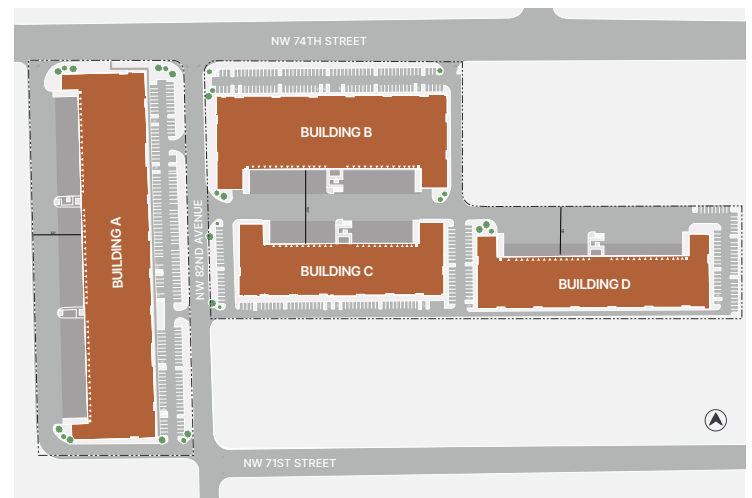 NW 74TH STREET
BUILDING B
NW 82ND AVENUE
BUILDING A
BUILDING C
BUILDING D
NW 71ST STREET